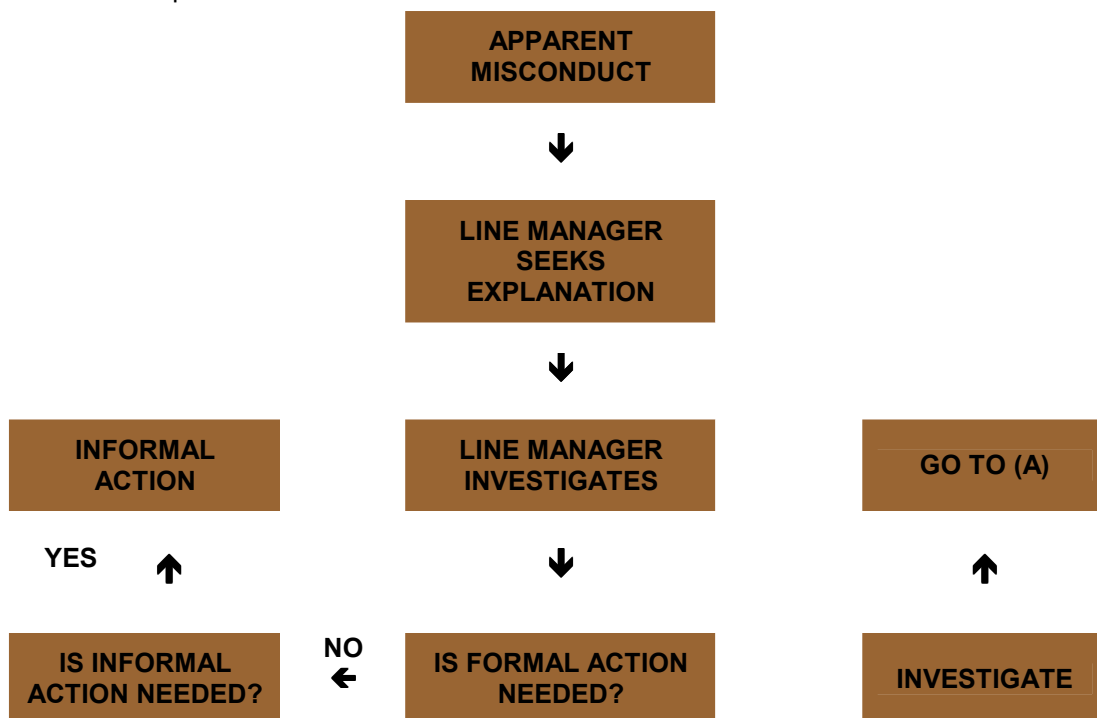 APPARENT
MISCONDUCT
LINE MANAGER
SEEKS
EXPLANATION
INFORMAL
ACTION
LINE MANAGER
INVESTIGATES
GO TO (A)
YES
IS INFORMAL
ACTION NEEDED?
NO
IS FORMAL ACTION
NEEDED?
INVESTIGATE